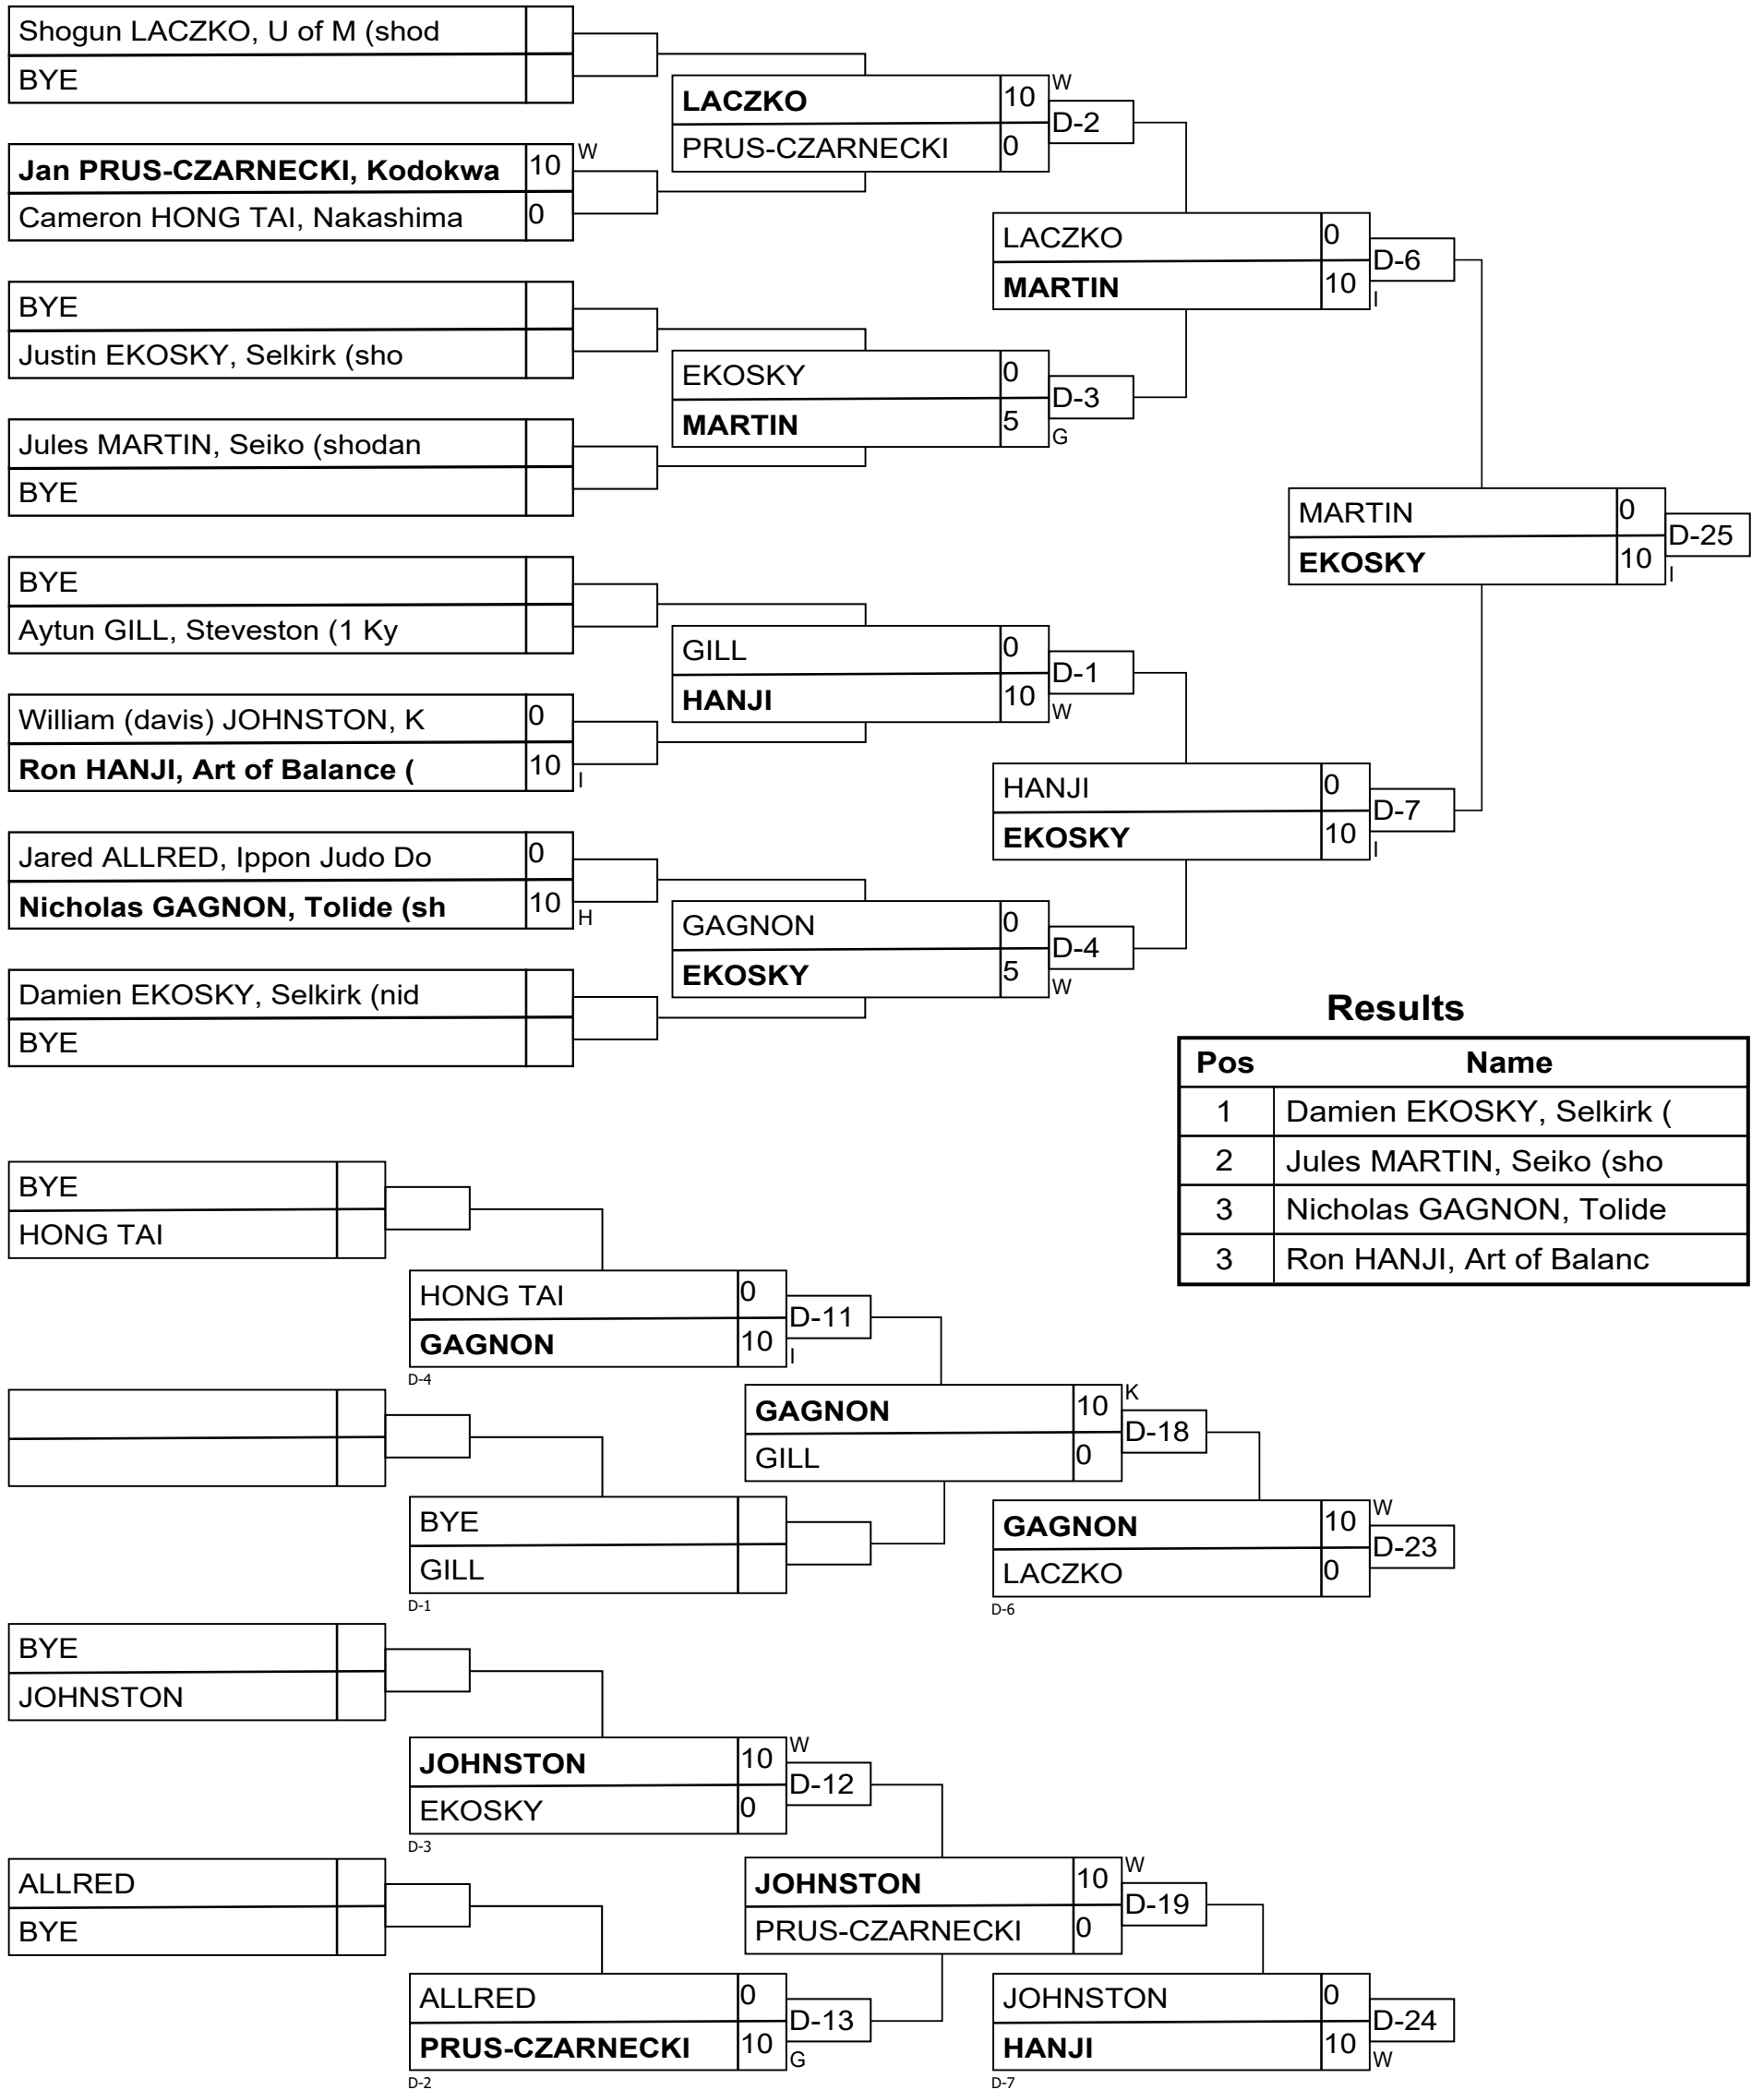 Shogun LACZKO, U of M (shod
BYE
Jan PRUS-CZARNECKI, Kodokwa 10 W
Cameron HONG TAI, Nakashima 0
BYE
Justin EKOSKY, Selkirk (sho
Jules MARTIN, Seiko (shodan
BYE
BYE
Aytun GILL, Steveston (1 Ky
William (davis) JOHNSTON, K 0
Ron HANJI, Art of Balance ( 10 I
Jared ALLRED, Ippon Judo Do 0
Nicholas GAGNON, Tolide (sh 10 H
Damien EKOSKY, Selkirk (nid
BYE
LACZKO 10 W
D-2
PRUS-CZARNECKI 0
EKOSKY 0
D-3
MARTIN 5 G
GILL 0
D-1
HANJI 10 W
GAGNON 0
D-4
EKOSKY 5 W
LACZKO 0
D-6
MARTIN 10 I
HANJI 0
D-7
EKOSKY 10 I
MARTIN 0
D-25
EKOSKY 10 I
Results
Pos Name
1 Damien EKOSKY, Selkirk (
2 Jules MARTIN, Seiko (sho
3 Nicholas GAGNON, Tolide
3 Ron HANJI, Art of Balanc
BYE
HONG TAI
HONG TAI 0
D-11
GAGNON 10 I
D-4
BYE
GILL
D-1
GAGNON 10 K
D-18
GILL 0
GAGNON 10 W
D-23
LACZKO 0
D-6
BYE
JOHNSTON
JOHNSTON 10 W
D-12
EKOSKY 0
D-3
ALLRED
BYE
ALLRED 0
D-13
PRUS-CZARNECKI 10 G
D-2
JOHNSTON 10 W
D-19
PRUS-CZARNECKI 0
JOHNSTON 0
D-24
HANJI 10 W
D-7